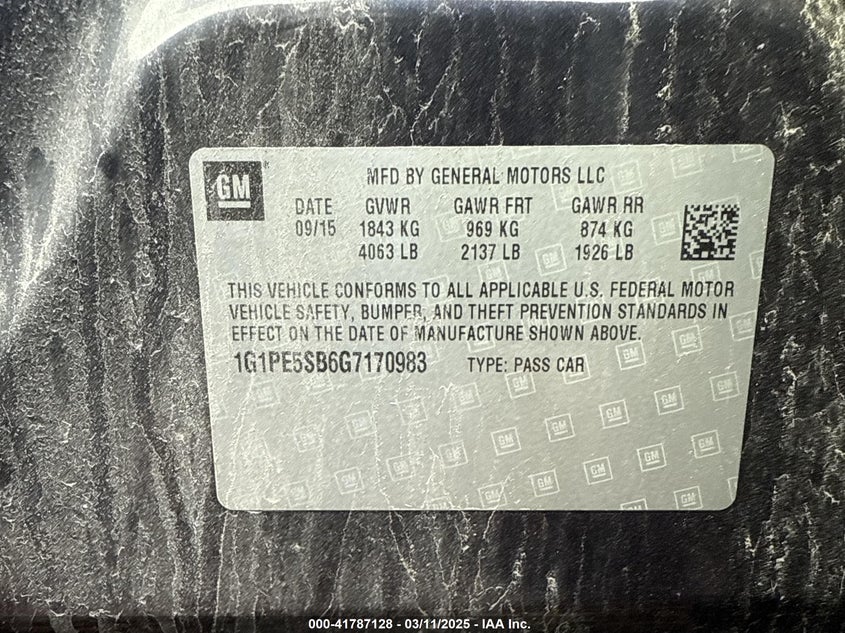 GM
MFD BY GENERAL MOTORS LLC
DATE GVWR GAWR FRT GAWR RR
09/15 1843 KG 969 KG 874 KG
4063 LB 2137 LB 1926 LB
THIS VEHICLE CONFORMS TO ALL APPLICABLE U.S. FEDERAL MOTOR
VEHICLE SAFETY, BUMPER, AND THEFT PREVENTION STANDARDS IN
EFFECT ON THE DATE OF MANUFACTURE SHOWN ABOVE.
1G1PE5SB6G7170983 TYPE: PASS CAR
000-41787128 - 03/11/2025 - IAA Inc.